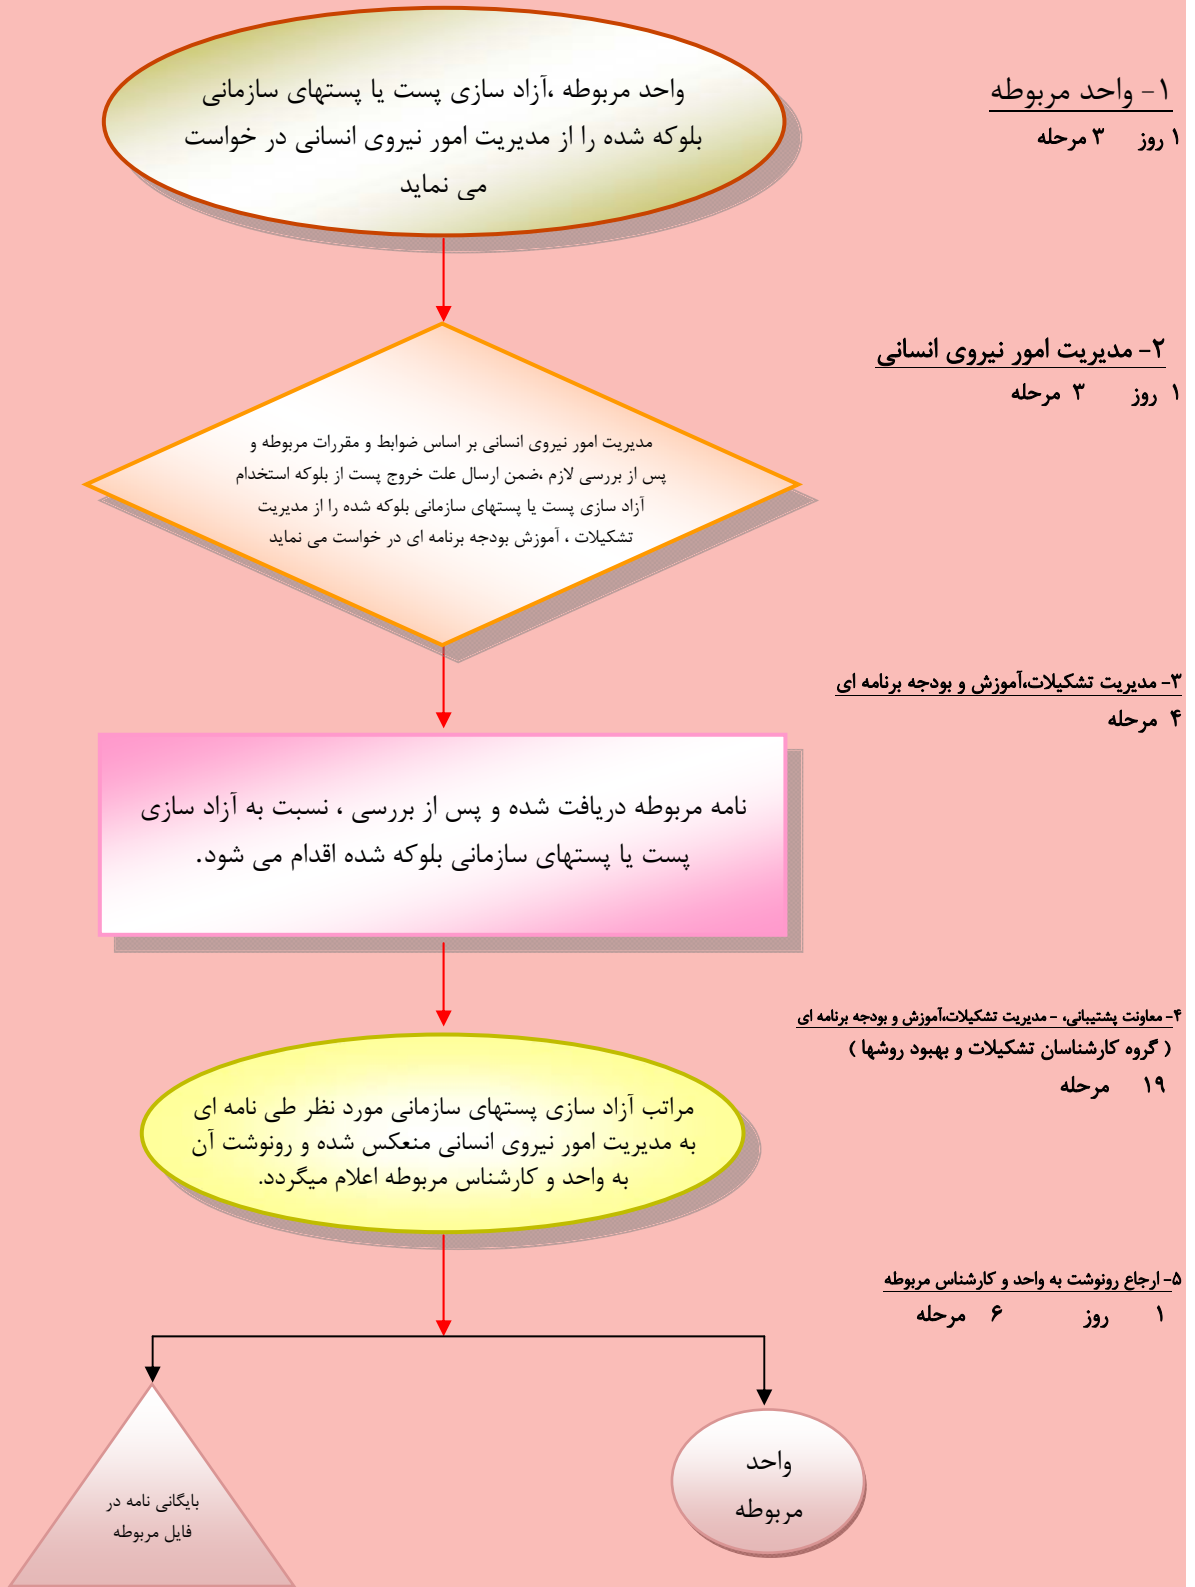 ۱- واحد مربوطه
۱ روز ۳ مرحله
واحد مربوطه ،آزاد سازی پست یا پستهای سازمانی
بلوکه شده را از مدیریت امور نیروی انسانی در خواست
می نماید
۲- مدیریت امور نیروی انسانی
۱ روز ۳ مرحله
مدیریت امور نیروی انسانی بر اساس ضوابط و مقررات مربوطه و
پس از بررسی لازم ،ضمن ارسال علت خروج پست از بلوکه استخدام
آزاد سازی پست یا پستهای سازمانی بلوکه شده را از مدیریت
تشکیلات ، آموزش بودجه برنامه ای در خواست می نماید
۳- مدیریت تشکیلات،آموزش و بودجه برنامه ای
۴ مرحله
نامه مربوطه دریافت شده و پس از بررسی ، نسبت به آزاد سازی
پست یا پستهای سازمانی بلوکه شده اقدام می شود.
۴- معاونت پشتیبانی، - مدیریت تشکیلات،آموزش و بودجه برنامه ای
( گروه کارشناسان تشکیلات و بهبود روشها )
۱۹ مرحله
مراتب آزاد سازی پستهای سازمانی مورد نظر طی نامه ای
به مدیریت امور نیروی انسانی منعکس شده و رونوشت آن
به واحد و کارشناس مربوطه اعلام میگردد.
۵- ارجاع رونوشت به واحد و کارشناس مربوطه
۱ روز ۶ مرحله
واحد
مربوطه
بایگانی نامه در
فایل مربوطه